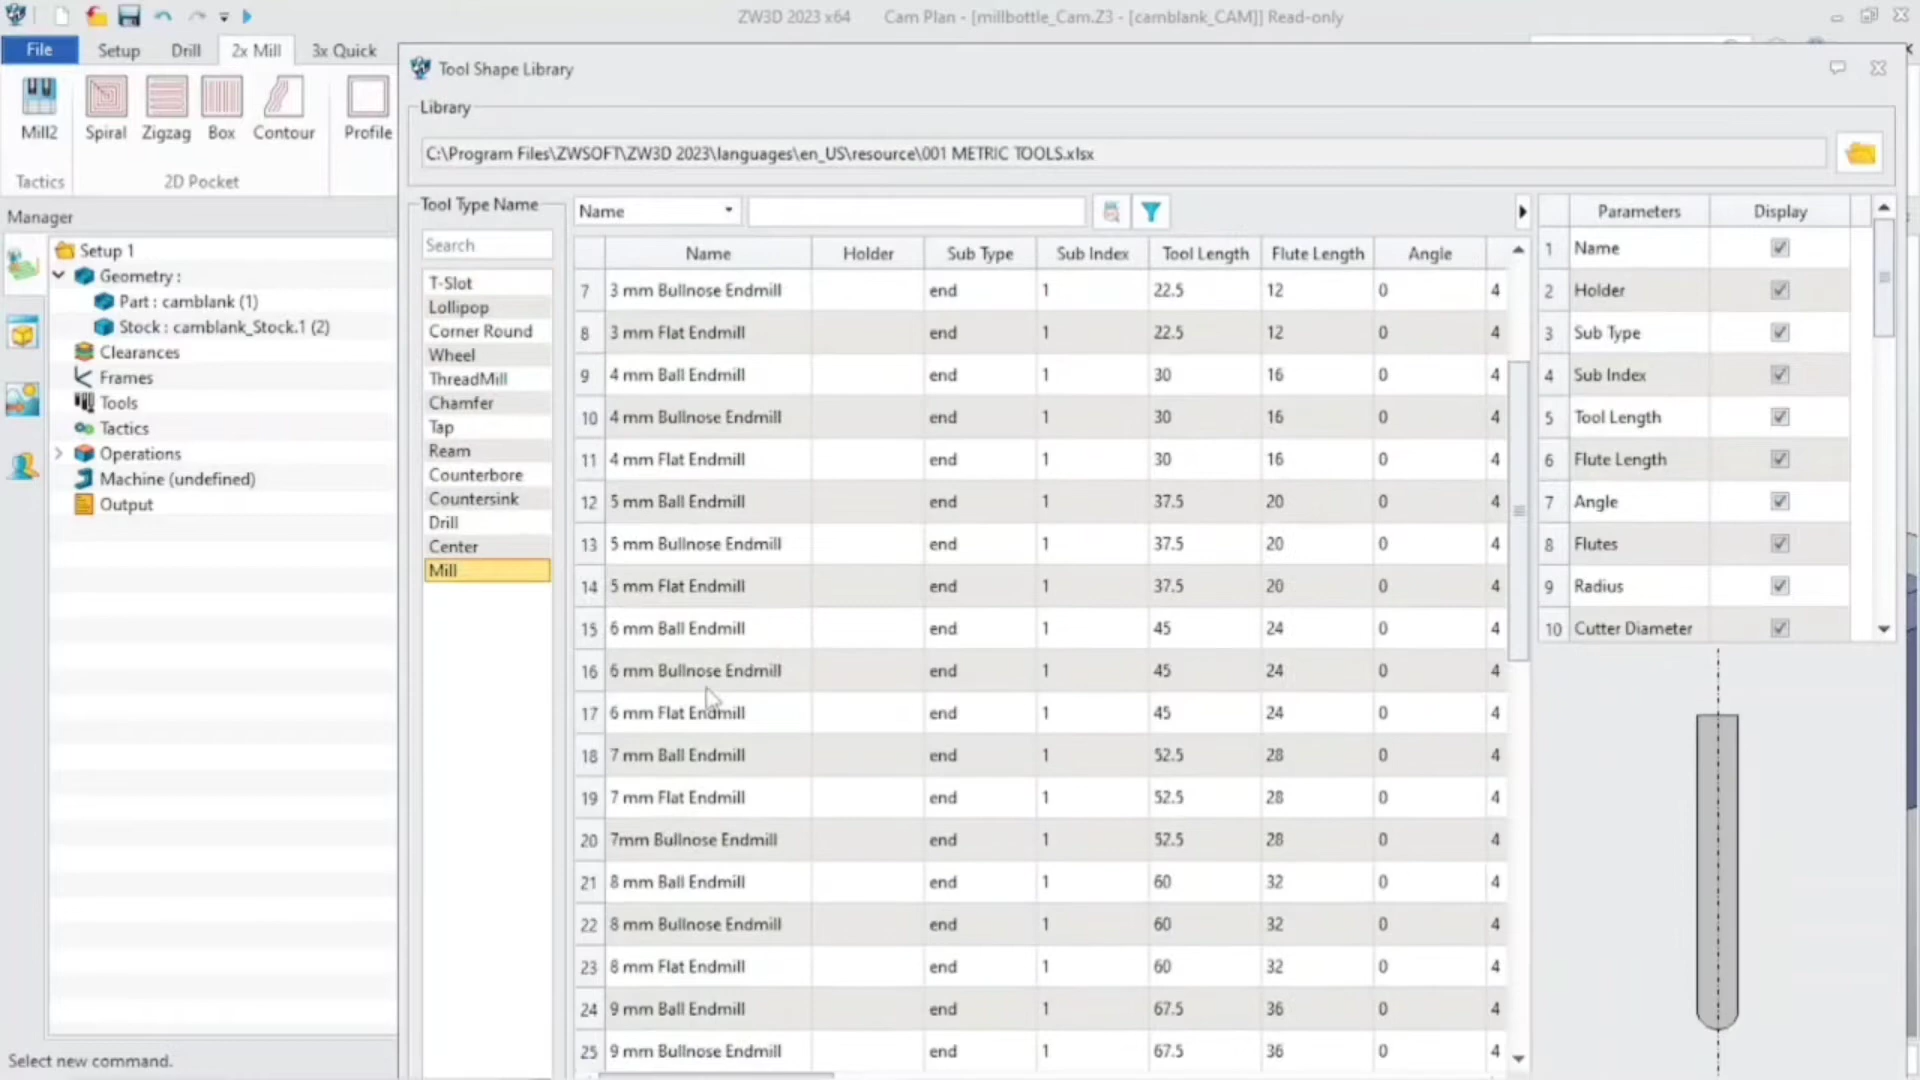 ZW3D 2023 x64 Cam Plan - [millbottle_Cam.Z3 - [camblank_CAM]] Read-only
File Setup Drill 2x Mill 3x Quick
Mill2 Spiral Zigzag Box Contour Profile
Tactics 2D Pocket
Manager
Setup 1
Geometry :
Part : camblank (1)
Stock : camblank_Stock.1 (2)
Clearances
Frames
Tools
Tactics
Operations
Machine (undefined)
Output
Select new command.
Tool Shape Library
Library
C:\Program Files\ZWSOFT\ZW3D 2023\languages\en_US\resource\001 METRIC TOOLS.xlsx
Tool Type Name
Search
T-Slot
Lollipop
Corner Round
Wheel
ThreadMill
Chamfer
Tap
Ream
Counterbore
Countersink
Drill
Center
Mill
Name
Name Holder Sub Type Sub Index Tool Length Flute Length Angle
7 3 mm Bullnose Endmill end 1 22.5 12 0 4
8 3 mm Flat Endmill end 1 22.5 12 0 4
9 4 mm Ball Endmill end 1 30 16 0 4
10 4 mm Bullnose Endmill end 1 30 16 0 4
11 4 mm Flat Endmill end 1 30 16 0 4
12 5 mm Ball Endmill end 1 37.5 20 0 4
13 5 mm Bullnose Endmill end 1 37.5 20 0 4
14 5 mm Flat Endmill end 1 37.5 20 0 4
15 6 mm Ball Endmill end 1 45 24 0 4
16 6 mm Bullnose Endmill end 1 45 24 0 4
17 6 mm Flat Endmill end 1 45 24 0 4
18 7 mm Ball Endmill end 1 52.5 28 0 4
19 7 mm Flat Endmill end 1 52.5 28 0 4
20 7mm Bullnose Endmill end 1 52.5 28 0 4
21 8 mm Ball Endmill end 1 60 32 0 4
22 8 mm Bullnose Endmill end 1 60 32 0 4
23 8 mm Flat Endmill end 1 60 32 0 4
24 9 mm Ball Endmill end 1 67.5 36 0 4
25 9 mm Bullnose Endmill end 1 67.5 36 0 4
Parameters Display
1 Name
2 Holder
3 Sub Type
4 Sub Index
5 Tool Length
6 Flute Length
7 Angle
8 Flutes
9 Radius
10 Cutter Diameter